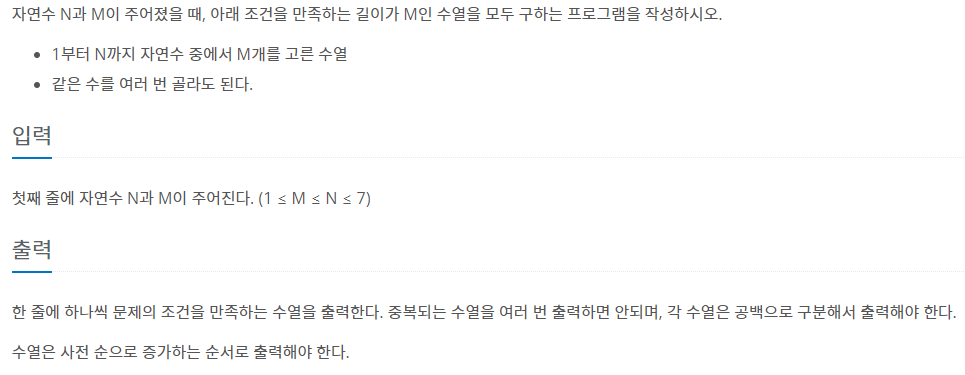 자연수 N과 M이 주어졌을 때, 아래 조건을 만족하는 길이가 M인 수열을 모두 구하는 프로그램을 작성하시오.
• 1부터 N까지 자연수 중에서 M개를 고른 수열
• 같은 수를 여러 번 골라도 된다.
입력
첫째 줄에 자연수 N과 M이 주어진다. (1 ≤ M ≤ N ≤ 7)
출력
한 줄에 하나씩 문제의 조건을 만족하는 수열을 출력한다. 중복되는 수열을 여러 번 출력하면 안되며, 각 수열은 공백으로 구분해서 출력해야 한다.
수열은 사전 순으로 증가하는 순서로 출력해야 한다.